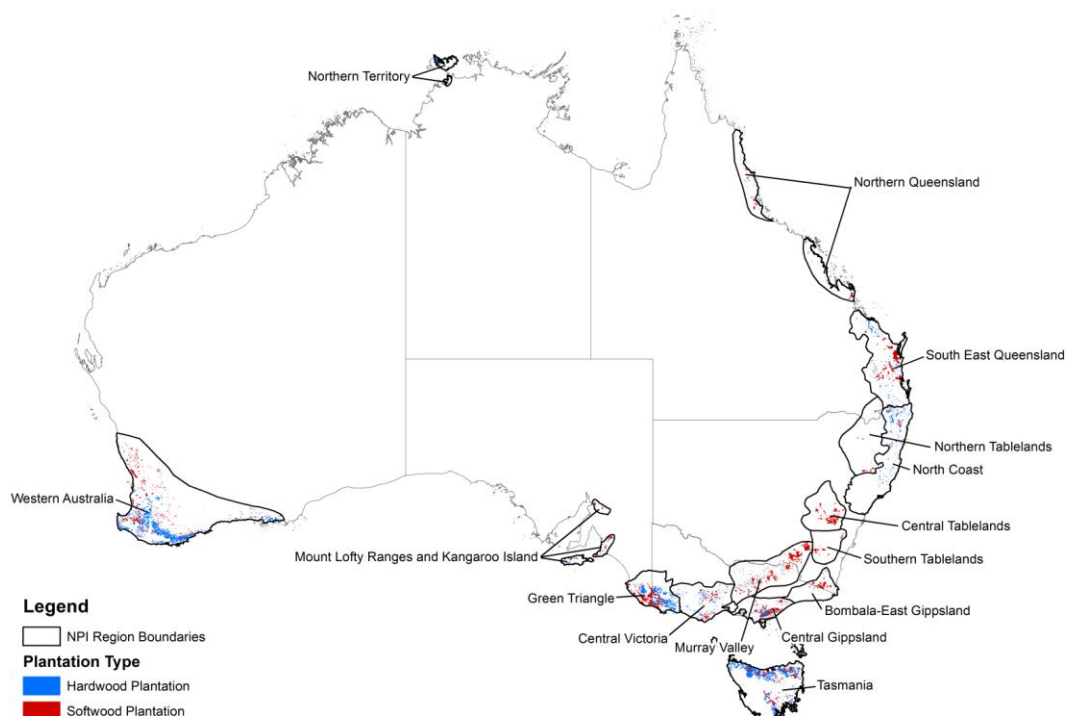 Northern Territory
Northern Queensland
South East Queensland
Northern Tablelands
North Coast
Western Australia
Central Tablelands
Mount Lofty Ranges and Kangaroo Island
Southern Tablelands
Green Triangle
Bombala-East Gippsland
Central Victoria
Central Gippsland
Murray Valley
Tasmania
Legend
NPI Region Boundaries
Plantation Type
Hardwood Plantation
Softwood Plantation